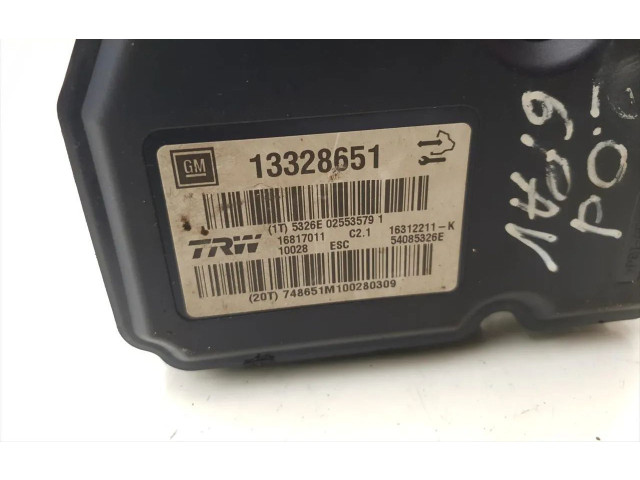 GM 13328651
(1T) 5326E 02553579 1
TRW 16817011 C2.1 16312211-K
10028 ESC 54085326E
(20T) 748651M100280309